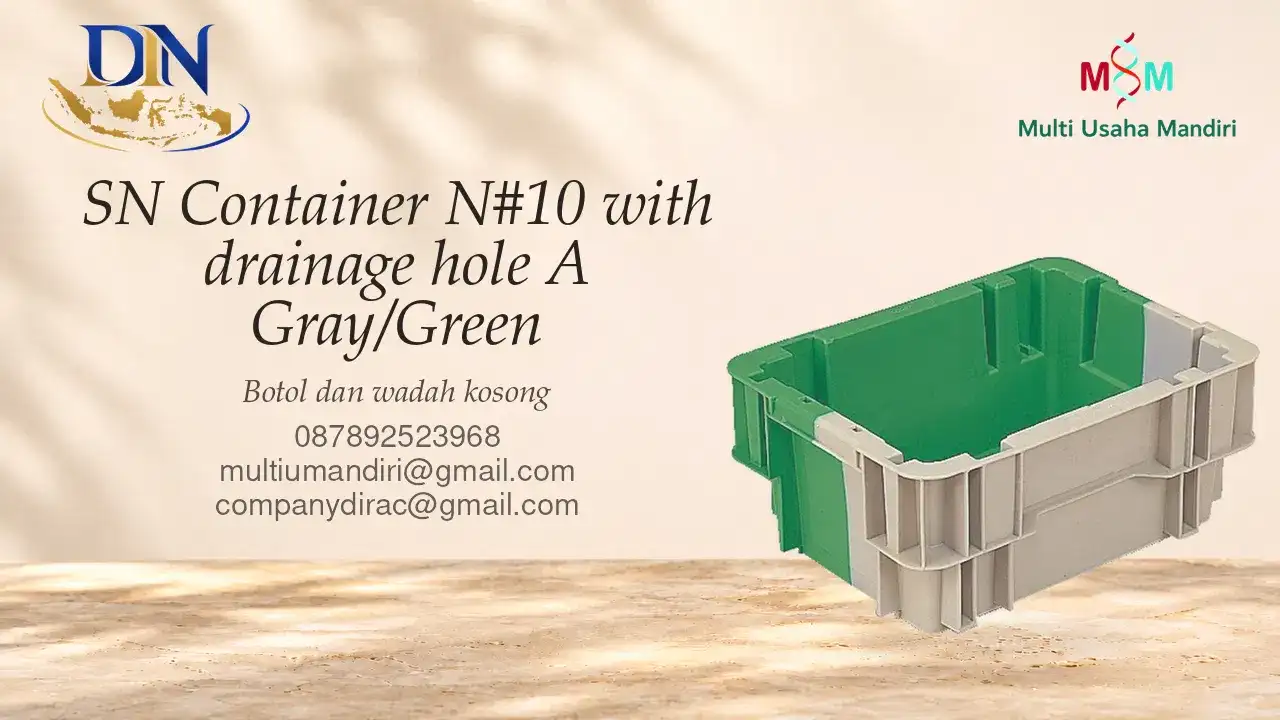 DN
MSM
Multi Usaha Mandiri
SN Container N#10 with
drainage hole A
Gray/Green
Botol dan wadah kosong
087892523968
multiumandiri@gmail.com
companydirac@gmail.com